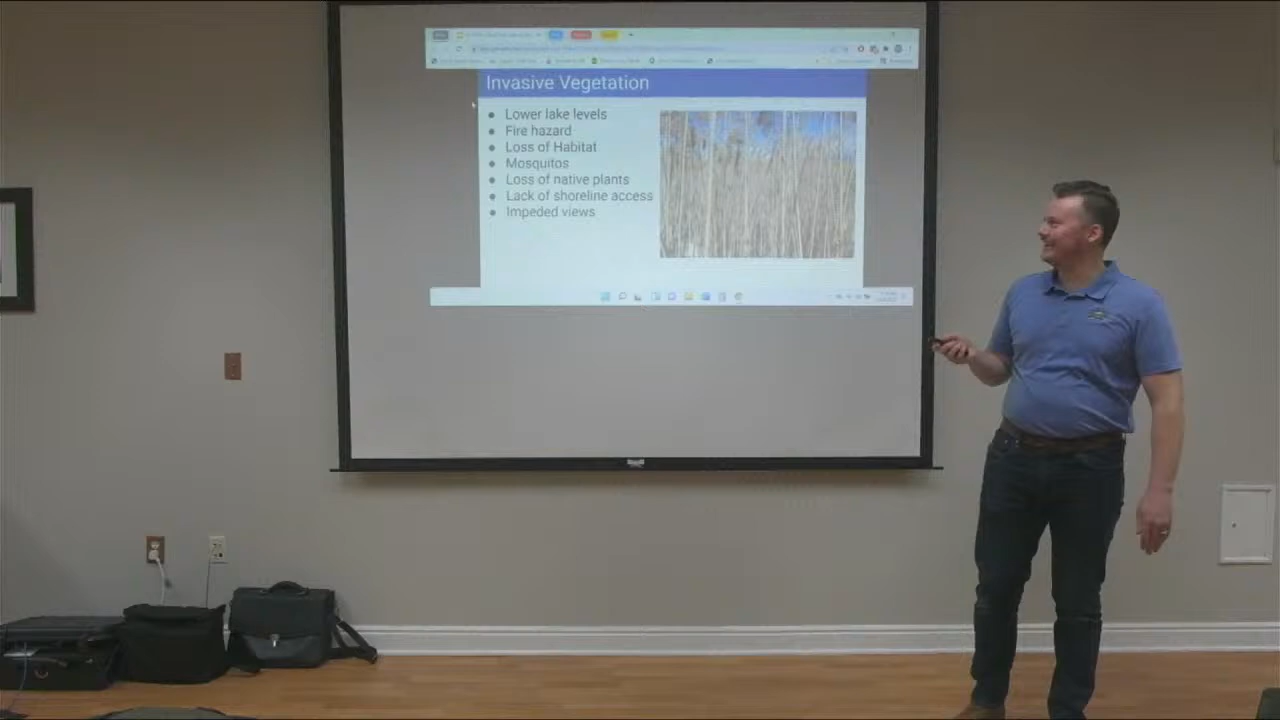 Invasive Vegetation
● Lower lake levels
● Fire hazard
● Loss of Habitat
● Mosquitos
● Loss of native plants
● Lack of shoreline access
● Impeded views